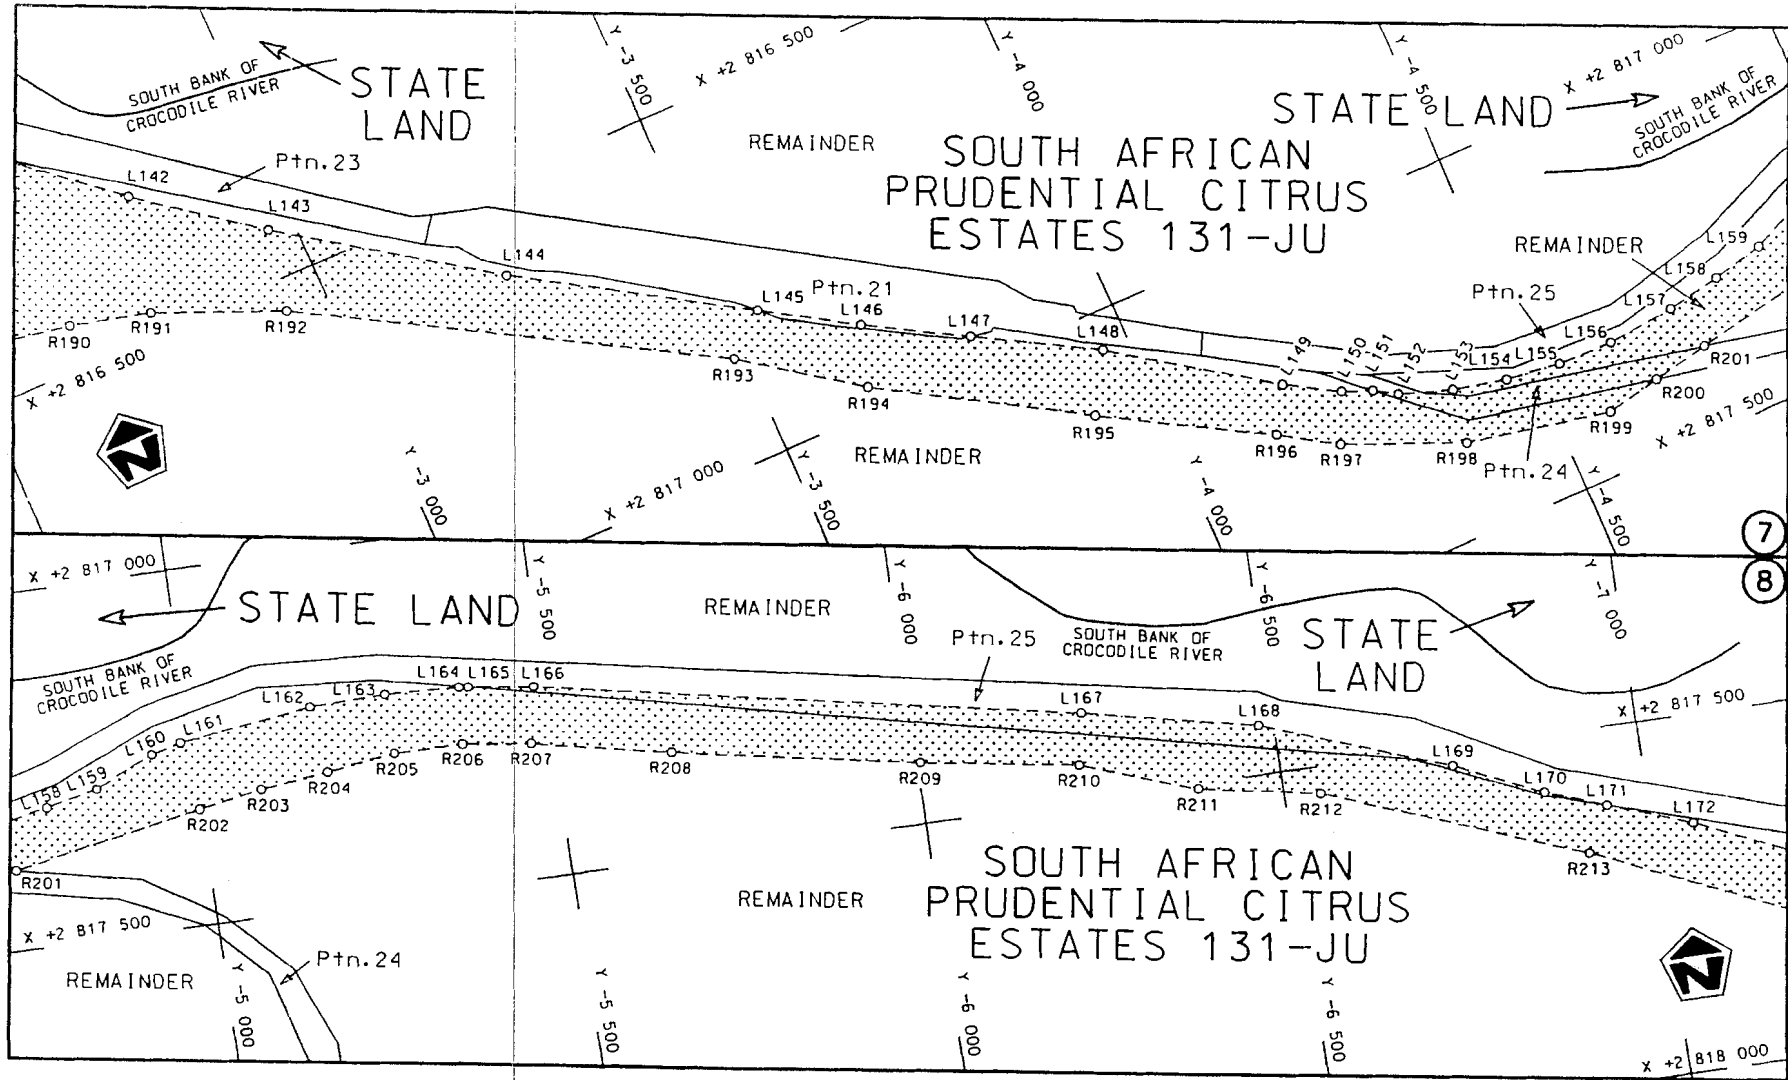 SOUTH BANK OF
CROCODILE RIVER
STATE
LAND
Y -3 500
X +2 816 500
Y -4 000
Y -4 500
X +2 817 000
STATE LAND
SOUTH BANK OF
CROCODILE RIVER
REMAINDER
SOUTH AFRICAN
PRUDENTIAL CITRUS
ESTATES 131-JU
Ptn.23
L142
L143
L144
L145
Ptn.21
L146
L147
L148
L149
L150
L151
L152
L153
L154
L155
L156
L157
L158
L159
Ptn.25
REMAINDER
R190
R191
R192
R193
R194
R195
R196
R197
R198
R199
R200
R201
X +2 816 500
N
Y -3 000
X +2 817 000
Y -3 500
REMAINDER
Y -4 000
Ptn.24
Y -4 500
X +2 817 500
7
8
X +2 817 000
STATE LAND
Y -5 500
REMAINDER
Y -6 000
Ptn.25
SOUTH BANK OF
CROCODILE RIVER
Y -6 500
STATE
LAND
Y -7 000
X +2 817 500
SOUTH BANK OF
CROCODILE RIVER
L158
L159
L160
L161
L162
L163
L164
L165
L166
L167
L168
L169
L170
L171
L172
R201
R202
R203
R204
R205
R206
R207
R208
R209
R210
R211
R212
R213
X +2 817 500
REMAINDER
Ptn.24
Y -5 000
REMAINDER
SOUTH AFRICAN
PRUDENTIAL CITRUS
ESTATES 131-JU
Y -5 500
Y -6 000
Y -6 500
N
X +2 818 000